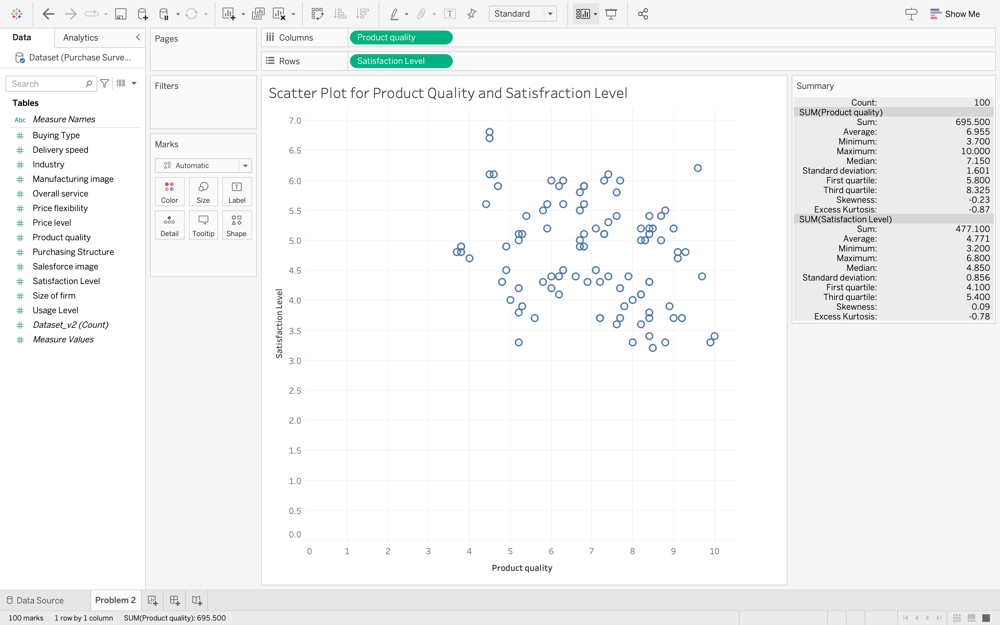 Standard
Show Me
Data
Analytics
Dataset (Purchase Surve...
Search
Tables
Abc Measure Names
Buying Type
Delivery speed
Industry
Manufacturing image
Overall service
Price flexibility
Price level
Product quality
Purchasing Structure
Salesforce image
Satisfaction Level
Size of firm
Usage Level
Dataset_v2 (Count)
Measure Values
Pages
Filters
Marks
Automatic
Color Size Label
Detail Tooltip Shape
Columns Product quality
Rows Satisfaction Level
Scatter Plot for Product Quality and Satisfraction Level
7.0
6.5
6.0
5.5
5.0
4.5
4.0
3.5
3.0
2.5
2.0
1.5
1.0
0.5
0.0
Satisfaction Level
0 1 2 3 4 5 6 7 8 9 10
Product quality
Summary
Count: 100
SUM(Product quality)
Sum: 695.500
Average: 6.955
Minimum: 3.700
Maximum: 10.000
Median: 7.150
Standard deviation: 1.601
First quartile: 5.800
Third quartile: 8.325
Skewness: -0.23
Excess Kurtosis: -0.87
SUM(Satisfaction Level)
Sum: 477.100
Average: 4.771
Minimum: 3.200
Maximum: 6.800
Median: 4.850
Standard deviation: 0.856
First quartile: 4.100
Third quartile: 5.400
Skewness: 0.09
Excess Kurtosis: -0.78
Data Source
Problem 2
100 marks 1 row by 1 column SUM(Product quality): 695.500